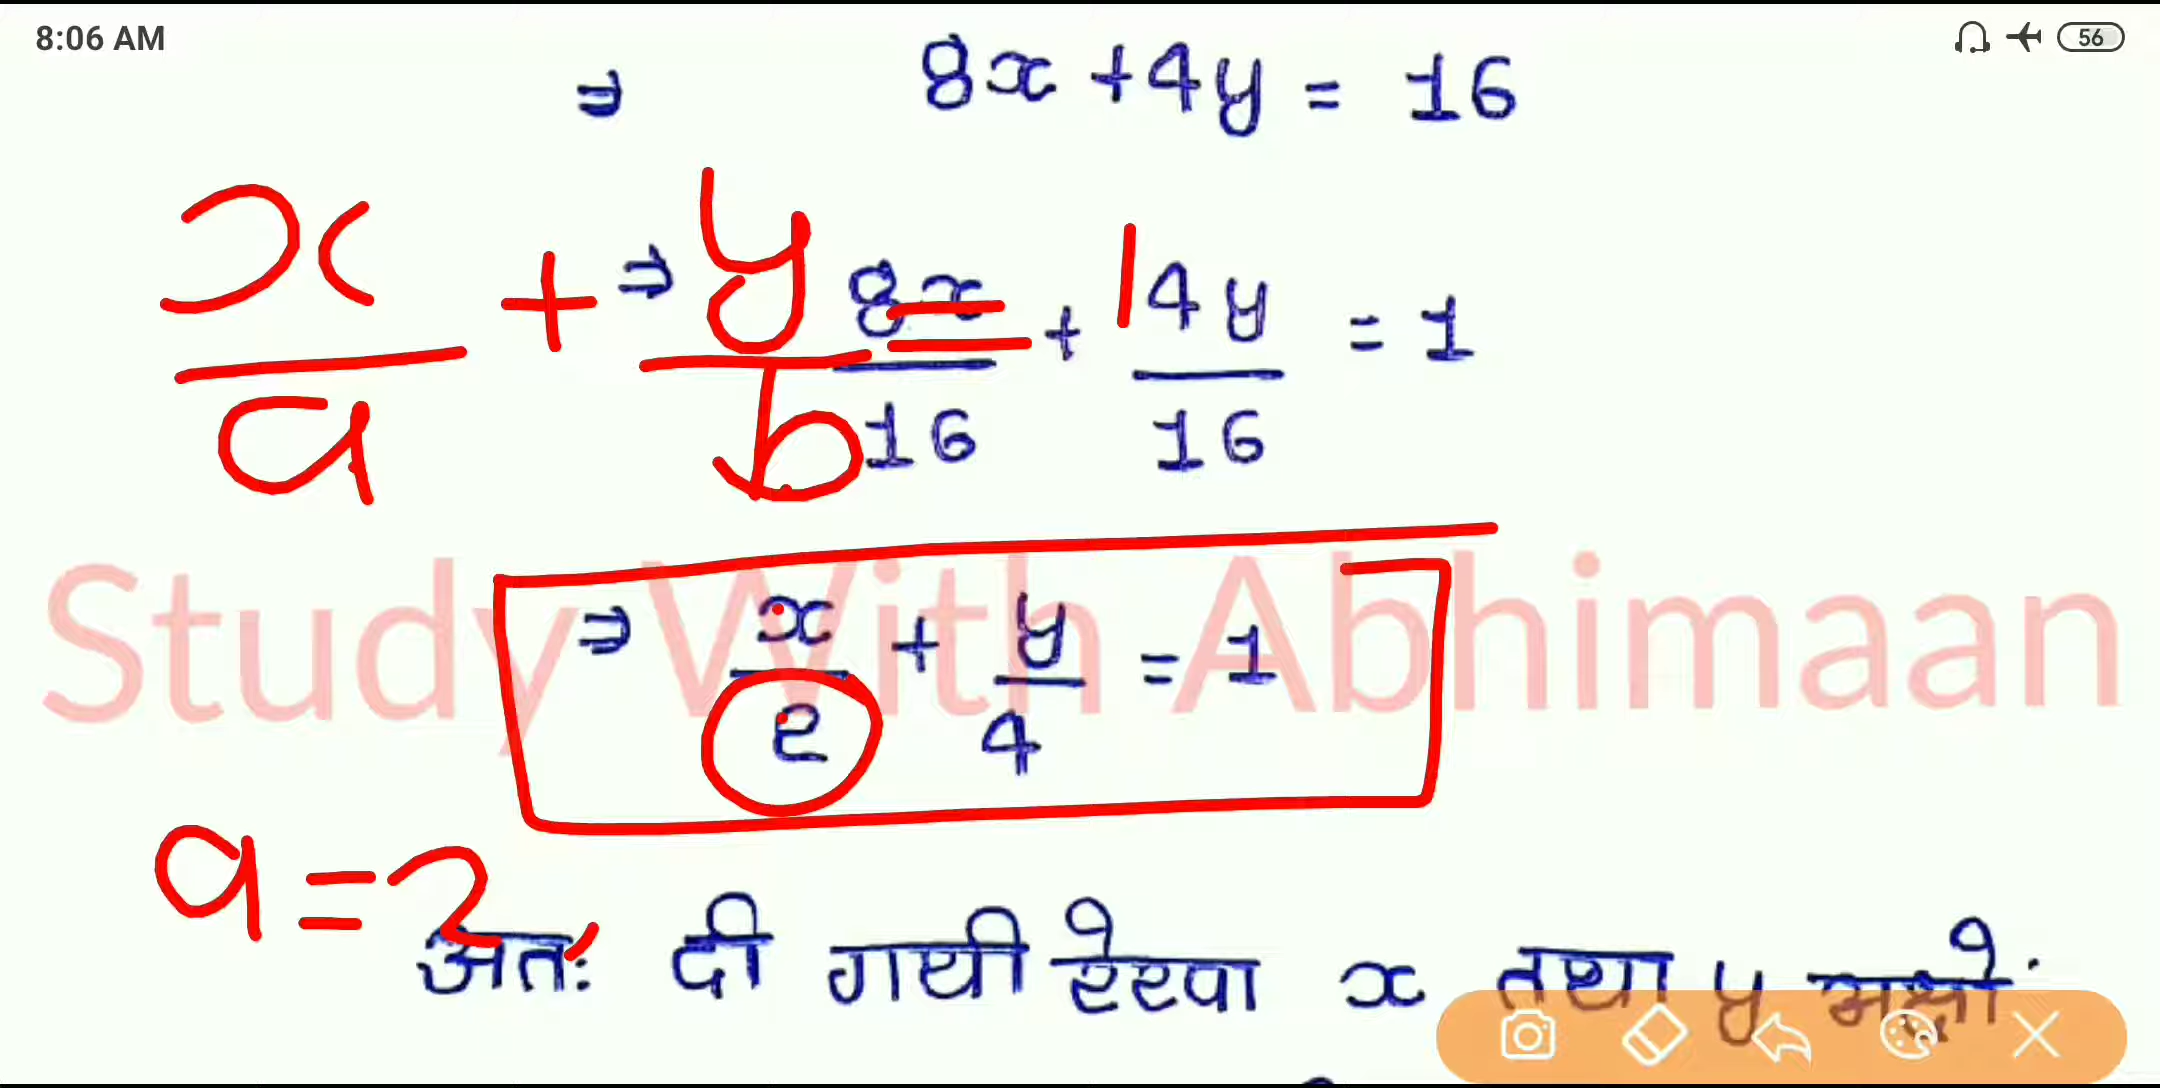 8:06 AM
56
⇒ 8x + 4y = 16
x/a + y/b
⇒ 8x/16 + 4y/16 = 1
Study With Abhimaan
⇒ x/2 + y/4 = 1
a = 2
अतः दी गयी रेखा x तथा y अक्षों